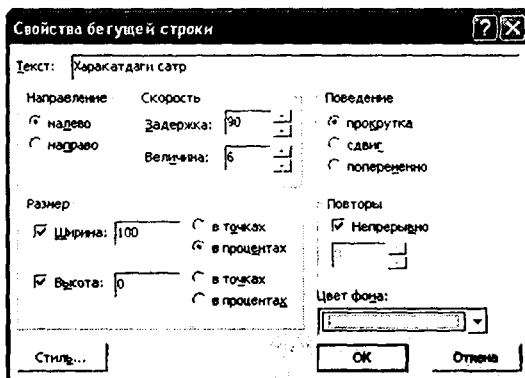 Свойства бегущей строки
Текст: Харакатдаги сатр
Направление
налево
направо
Скорость
Задержка: 90
Величина: 6
Поведение
прокрутка
сдвиг
попеременно
Размер
Ширина: 100
в точках
в процентах
Высота: 0
в точках
в процентах
Повторы
Непрерывно
Цвет фона:
Стиль...
ОК
Отмена